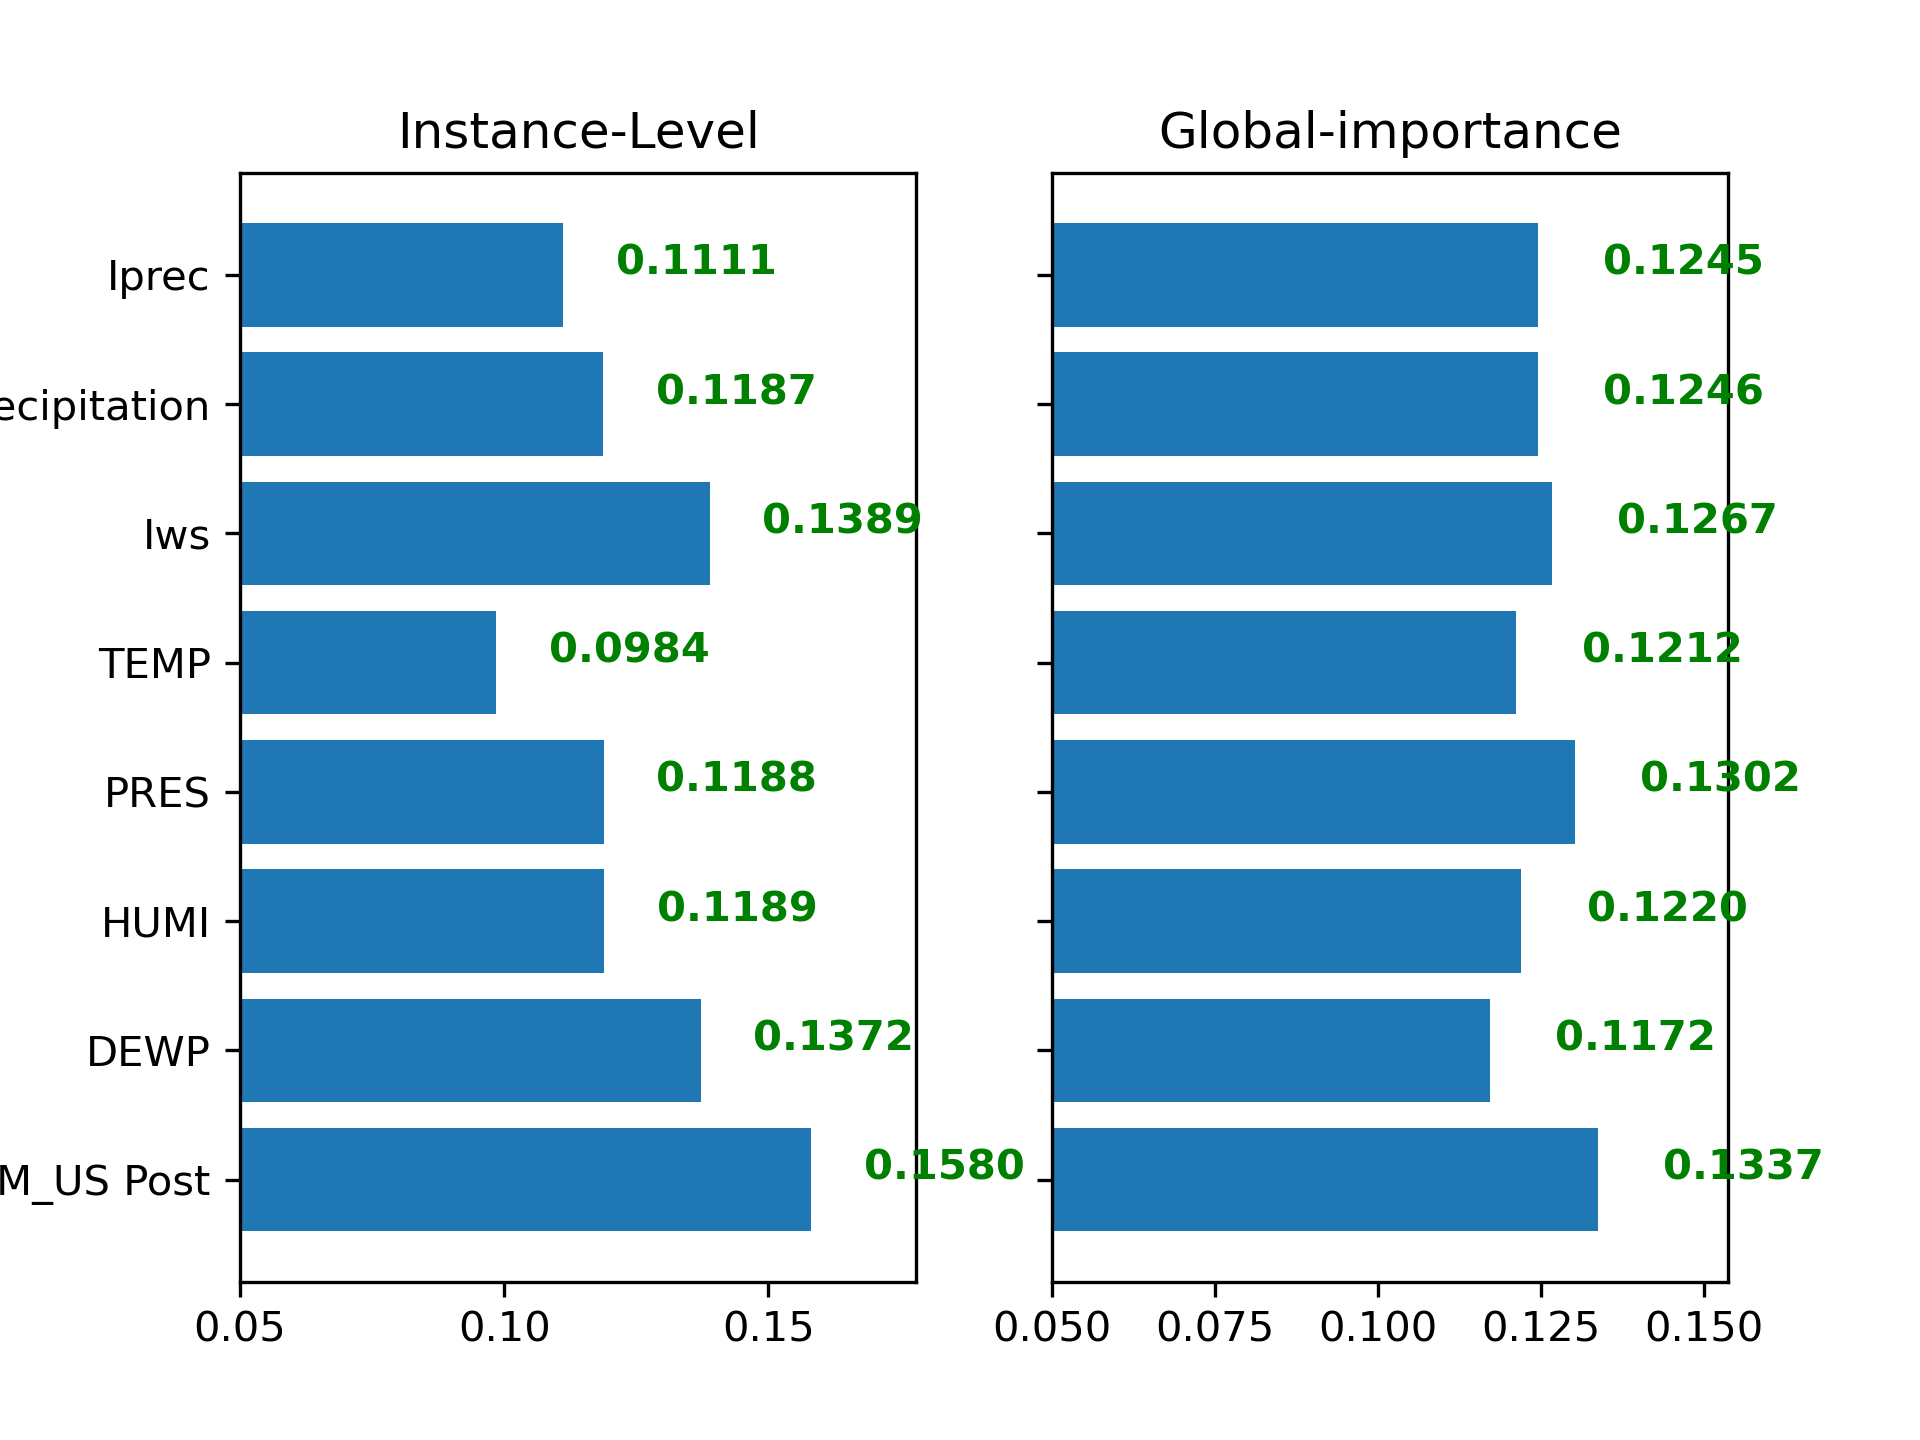 Instance-Level
Global-importance
Iprec
0.1111
0.1245
ecipitation
0.1187
0.1246
Iws
0.1389
0.1267
TEMP
0.0984
0.1212
PRES
0.1188
0.1302
HUMI
0.1189
0.1220
DEWP
0.1372
0.1172
M_US Post
0.1580
0.1337
0.05 0.10 0.15
0.050 0.075 0.100 0.125 0.150